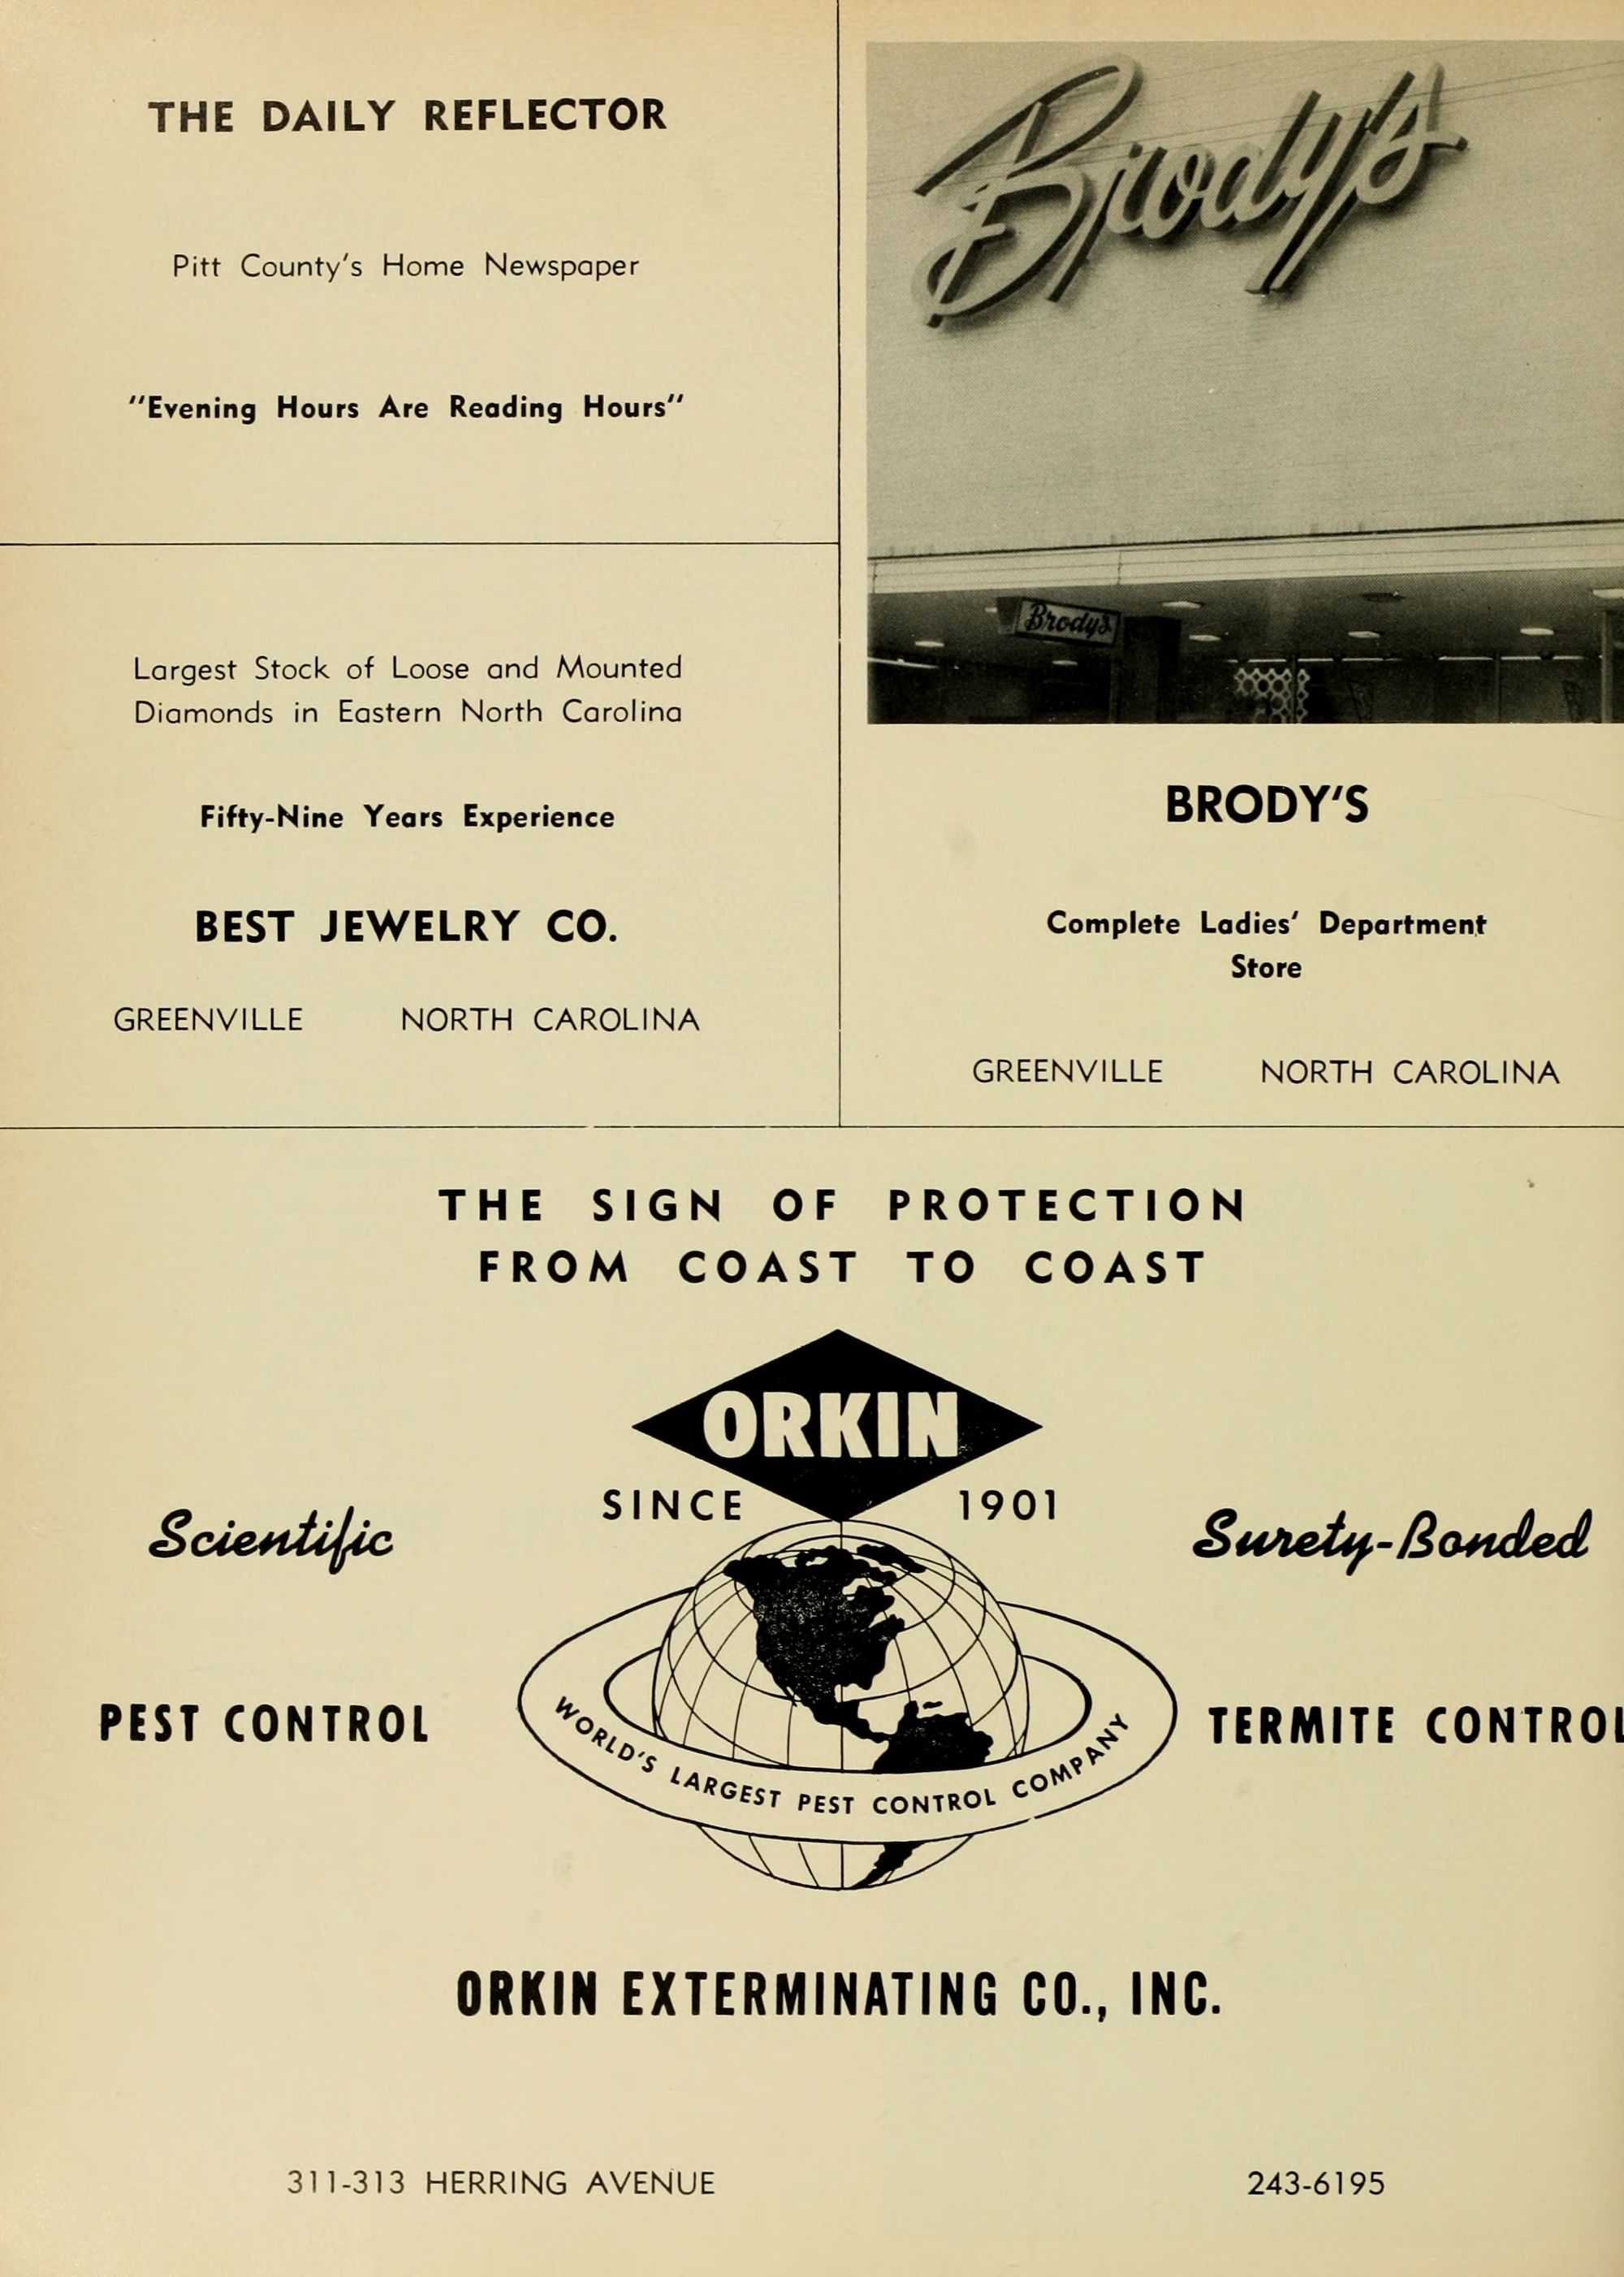 THE DAILY REFLECTOR
Pitt County's Home Newspaper
"Evening Hours Are Reading Hours"
Largest Stock of Loose and Mounted
Diamonds in Eastern North Carolina
Fifty-Nine Years Experience
BEST JEWELRY CO.
GREENVILLE NORTH CAROLINA
Brody's
Brodys
BRODY'S
Complete Ladies' Department
Store
GREENVILLE NORTH CAROLINA
THE SIGN OF PROTECTION
FROM COAST TO COAST
ORKIN
SINCE 1901
Scientific
PEST CONTROL
WORLD'S LARGEST PEST CONTROL COMPANY
Surety-Bonded
TERMITE CONTROL
ORKIN EXTERMINATING CO., INC.
311-313 HERRING AVENUE 243-6195